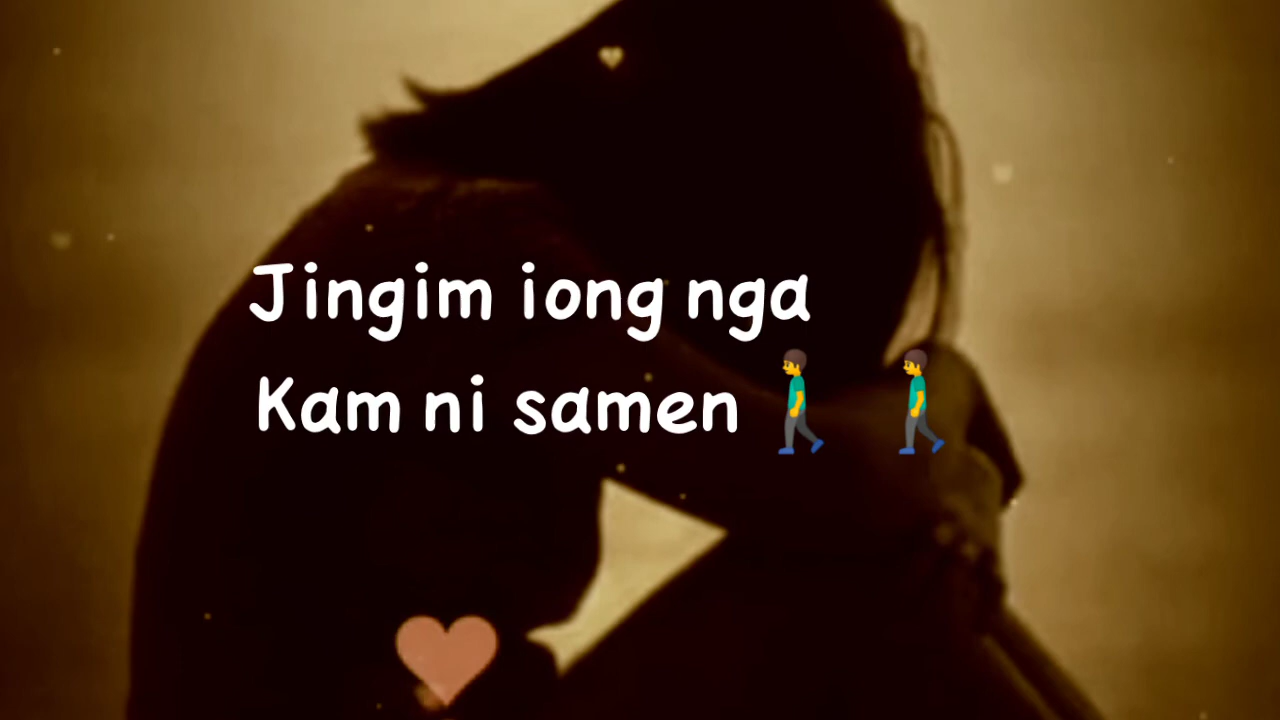 Jingim iong nga
Kam ni samen 🚶‍♂️ 🚶‍♂️